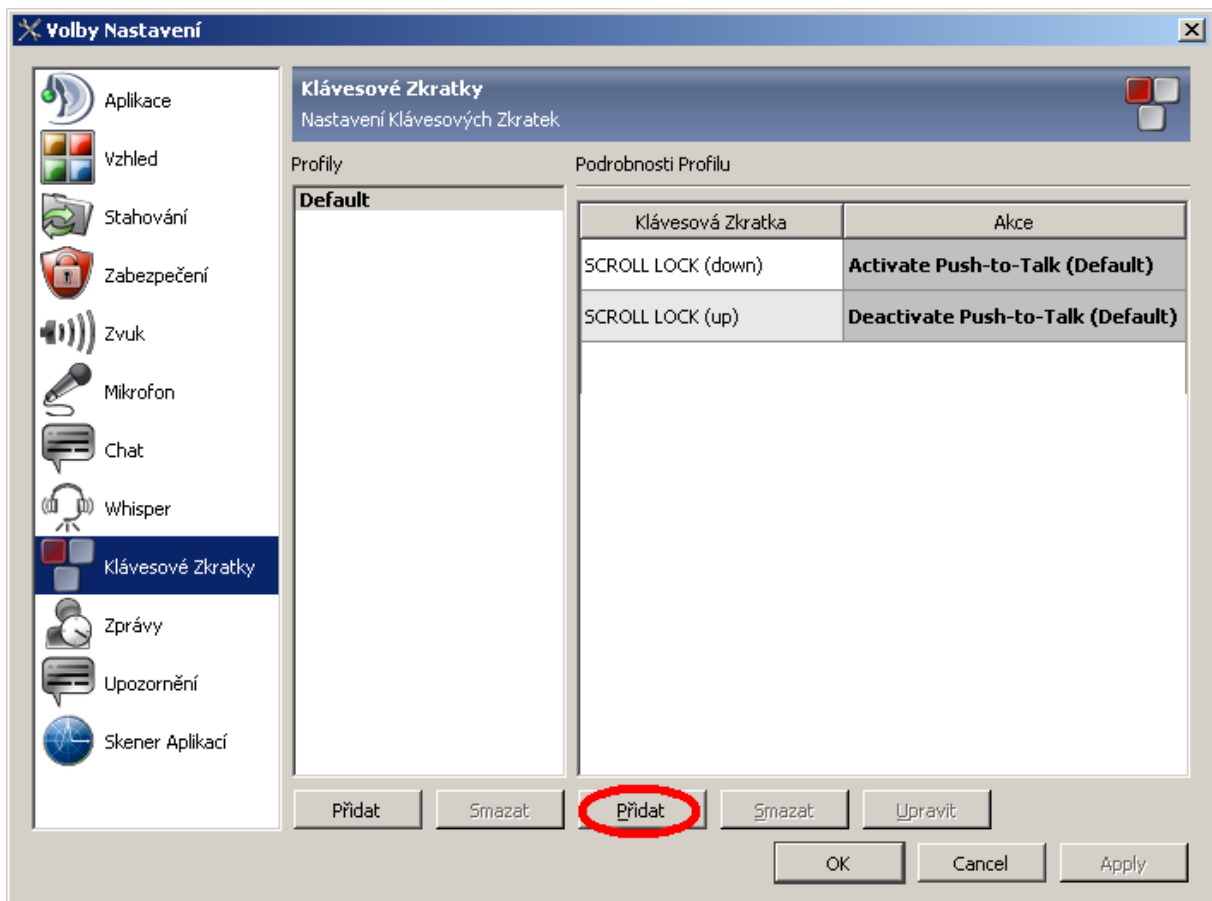 Volby Nastavení
Aplikace
Vzhled
Stahování
Zabezpečení
Zvuk
Mikrofon
Chat
Whisper
Klávesové Zkratky
Zprávy
Upozornění
Skener Aplikací
Klávesové Zkratky
Nastavení Klávesových Zkratek
Profily
Default
Podrobnosti Profilu
Klávesová Zkratka Akce
SCROLL LOCK (down) Activate Push-to-Talk (Default)
SCROLL LOCK (up) Deactivate Push-to-Talk (Default)
Přidat Smazat Přidat Smazat Upravit
OK Cancel Apply